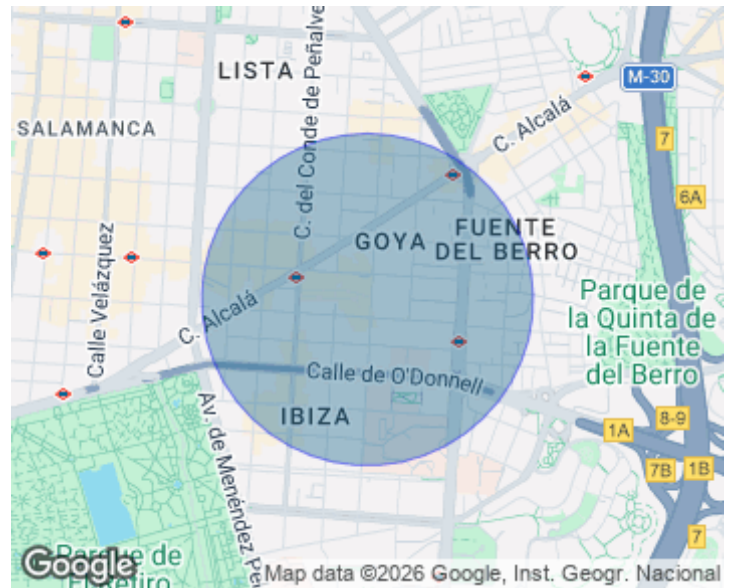 LISTA
C. del Conde de Peñalver
M-30
C. Alcalá
7
SALAMANCA
6A
FUENTE
DEL BERRO
GOYA
Calle Velázquez
Parque de
la Quinta de
la Fuente
del Berro
C. Alcalá
Calle de O'Donnell
IBIZA
Av. de Menéndez Pe
8-9
1A
7B
1B
7
Parque de
El Retiro
Google
Map data ©2026 Google, Inst. Geogr. Nacional